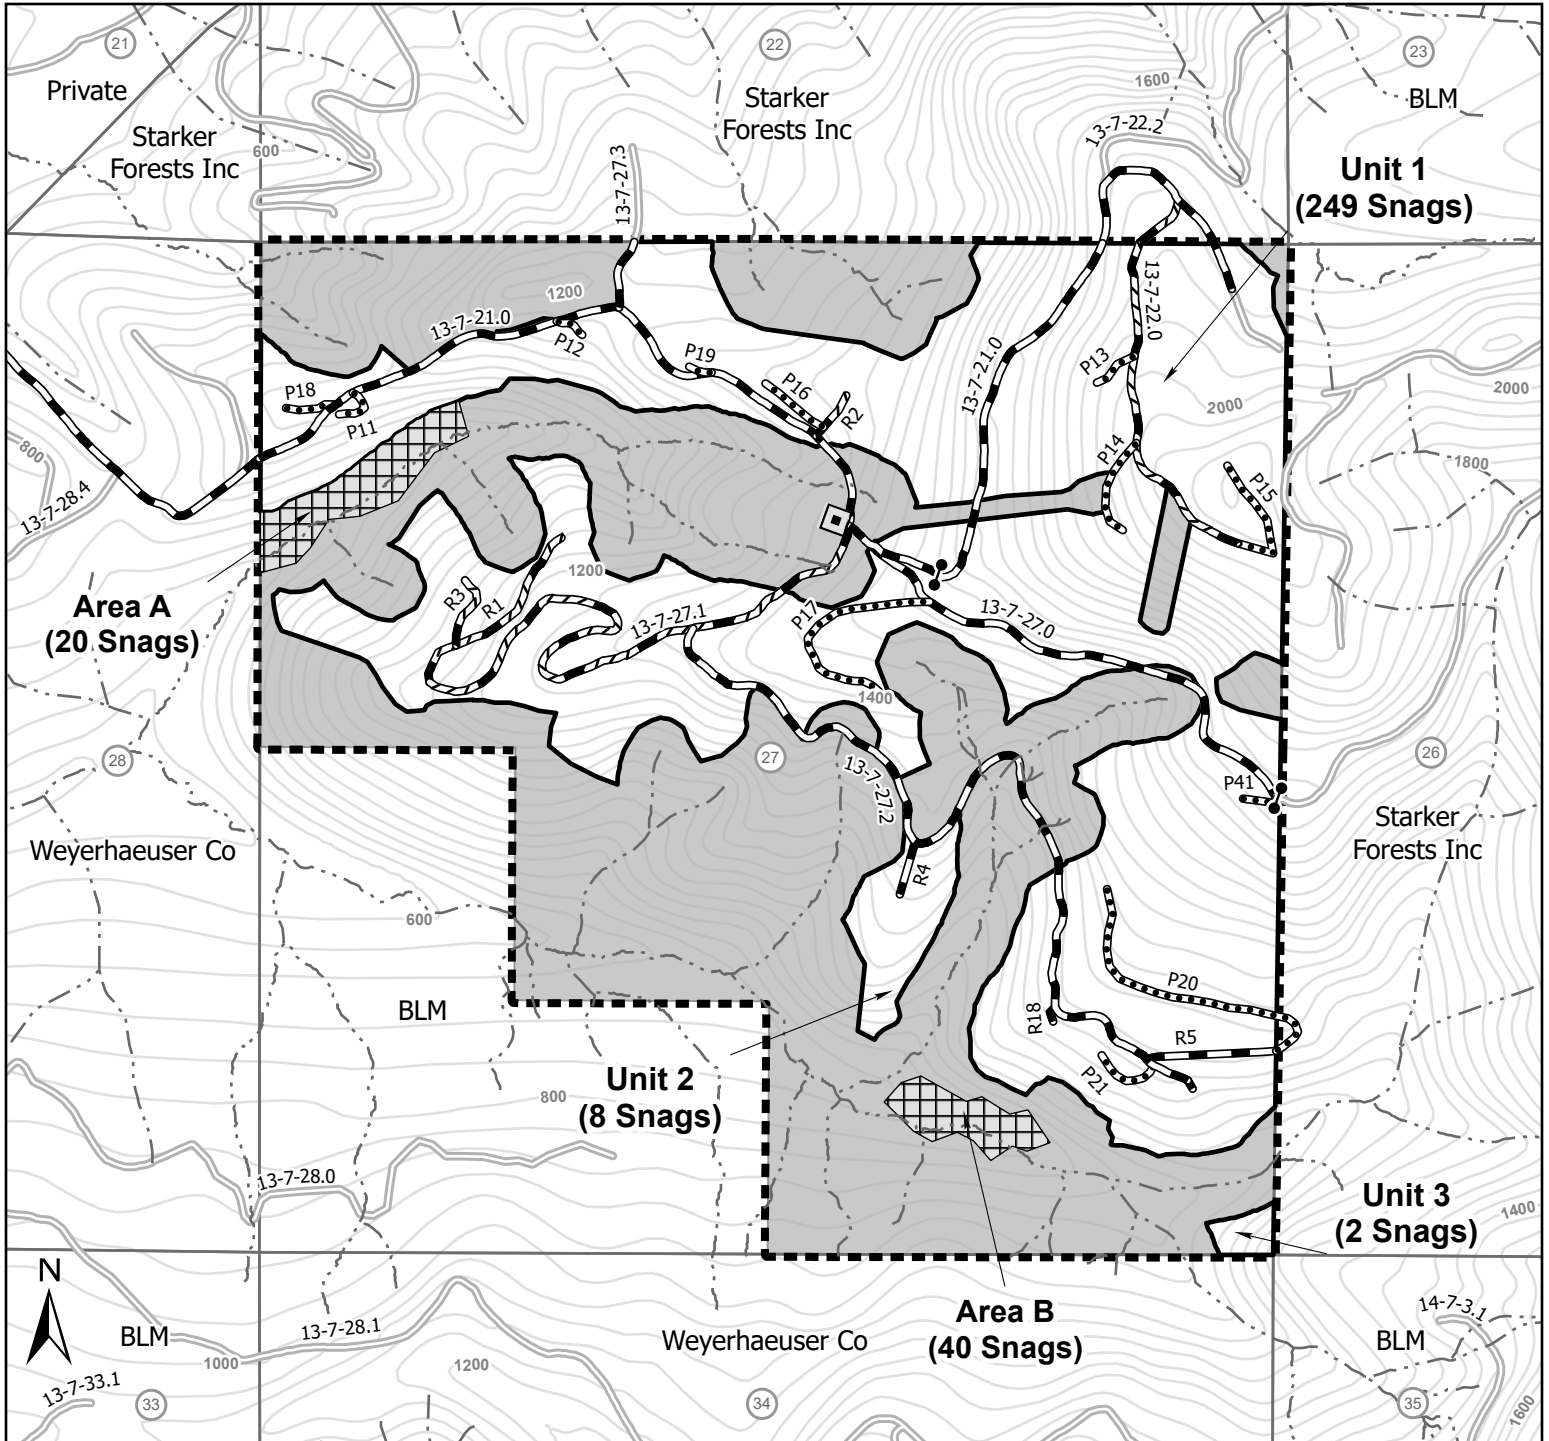 21
22
23
Private
Starker
Forests Inc
Starker
Forests Inc
1600
BLM
600
13-7-27.3
13-7-22.2
Unit 1
(249 Snags)
1200
13-7-21.0
P12
13-7-22.0
P19
P13
13-7-21.0
P18
P11
P16
R2
2000
2000
800
13-7-28.4
P14
P15
1800
1200
R3
R1
13-7-27.1
P17
13-7-27.0
Area A
(20 Snags)
1400
28
27
26
13-7-27.2
P41
Starker
Forests Inc
Weyerhaeuser Co
R4
600
BLM
P20
R18
R5
P21
Unit 2
(8 Snags)
800
13-7-28.0
Unit 3
(2 Snags)
1400
N
BLM
13-7-28.1
1000
1200
Weyerhaeuser Co
Area B
(40 Snags)
14-7-3.1
BLM
13-7-33.1
33
34
35
1600